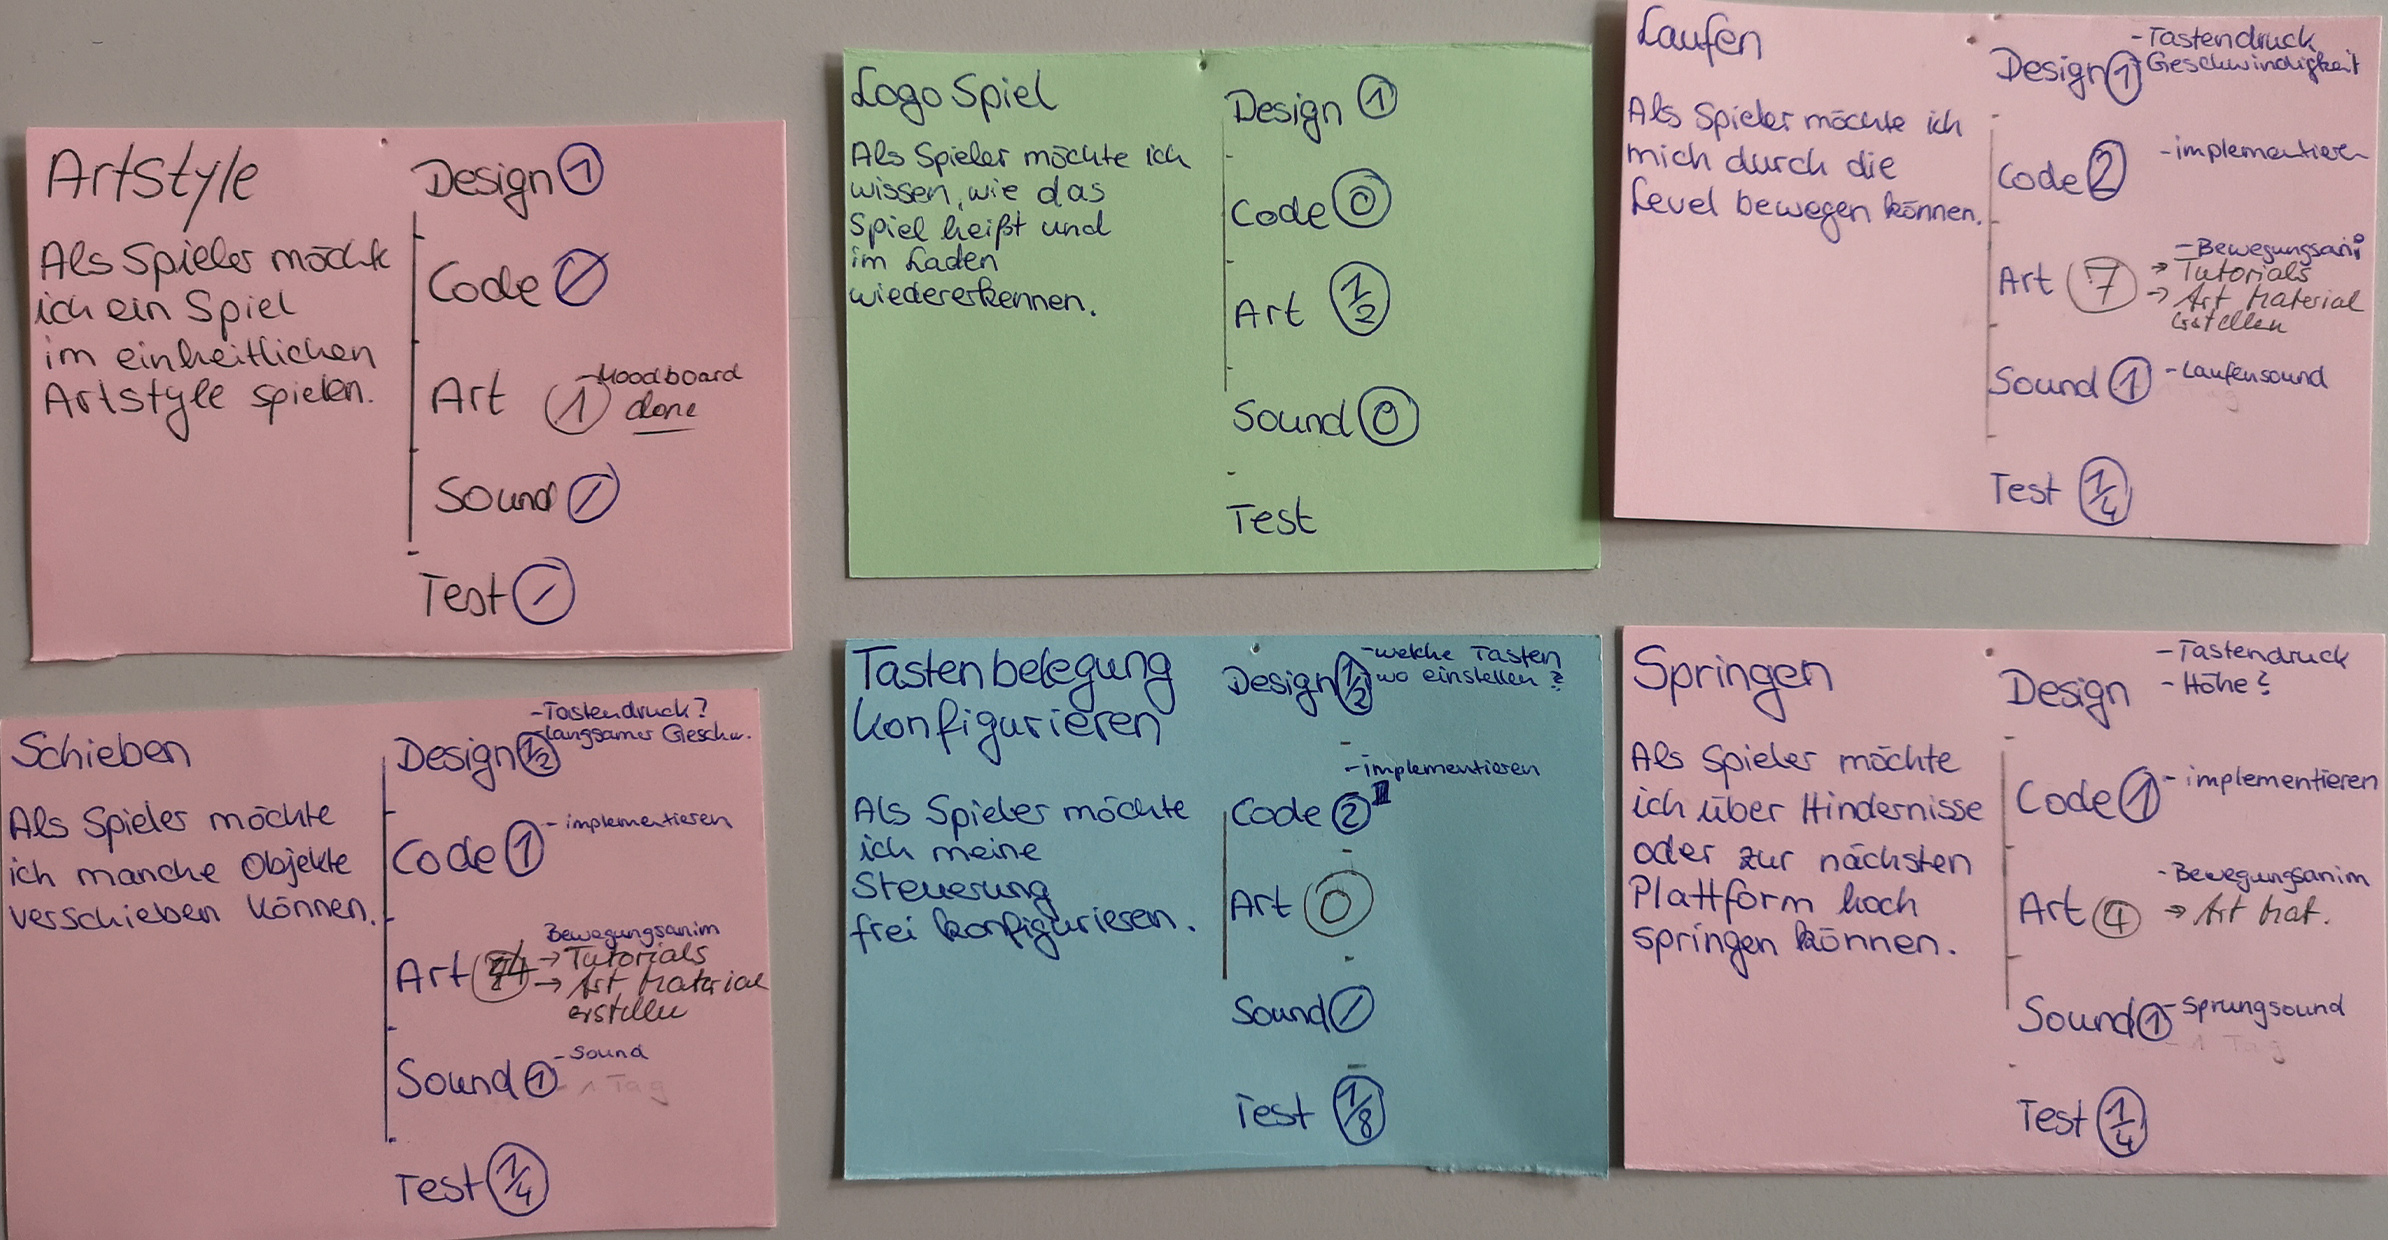 Artstyle
Als Spieler möchte
ich ein Spiel
im einheitlichen
Artstyle spielen.
Design 1
Code 0
Art 1 -Moodboard
done
Sound /
Test /
Logo Spiel
Als Spieler möchte ich
wissen, wie das
Spiel heißt und
im Laden
wiedererkennen.
Design 1
Code 0
Art 1/2
Sound 0
Test
Laufen
Als Spieler möchte ich
mich durch die
Level bewegen können.
Design 1 -Tastendruck
-Geschwindigkeit
Code 2 -implementieren
Art 7 -Bewegungsani
→ Tutorials
→ Art Material
erstellen
Sound 1 -Laufensound
Test 1/4
Schieben
Als Spieler möchte
ich manche Objekte
verschieben können.
Design 1/2 -Tastendruck?
-langsamer Geschw.
Code 1 -implementieren
Art Bewegungsanim
→ Tutorials
→ Art Material
erstellen
Sound 1 -Sound
- 1 Tag
Test 1/4
Tastenbelegung
konfigurieren
Als Spieler möchte
ich meine
Steuerung
frei konfigurieren.
Design 1/2 -welche Tasten
wo einstellen?
-implementieren
Code 2
Art 0
Sound /
Test 1/8
Springen
Als Spieler möchte
ich über Hindernisse
oder zur nächsten
Plattform hoch
springen können.
Design -Tastendruck
-Höhe?
Code 1 -implementieren
Art 4 -Bewegungsanim
→ Art Mat.
Sound 1 -Sprungsound
- 1 Tag
Test 1/4